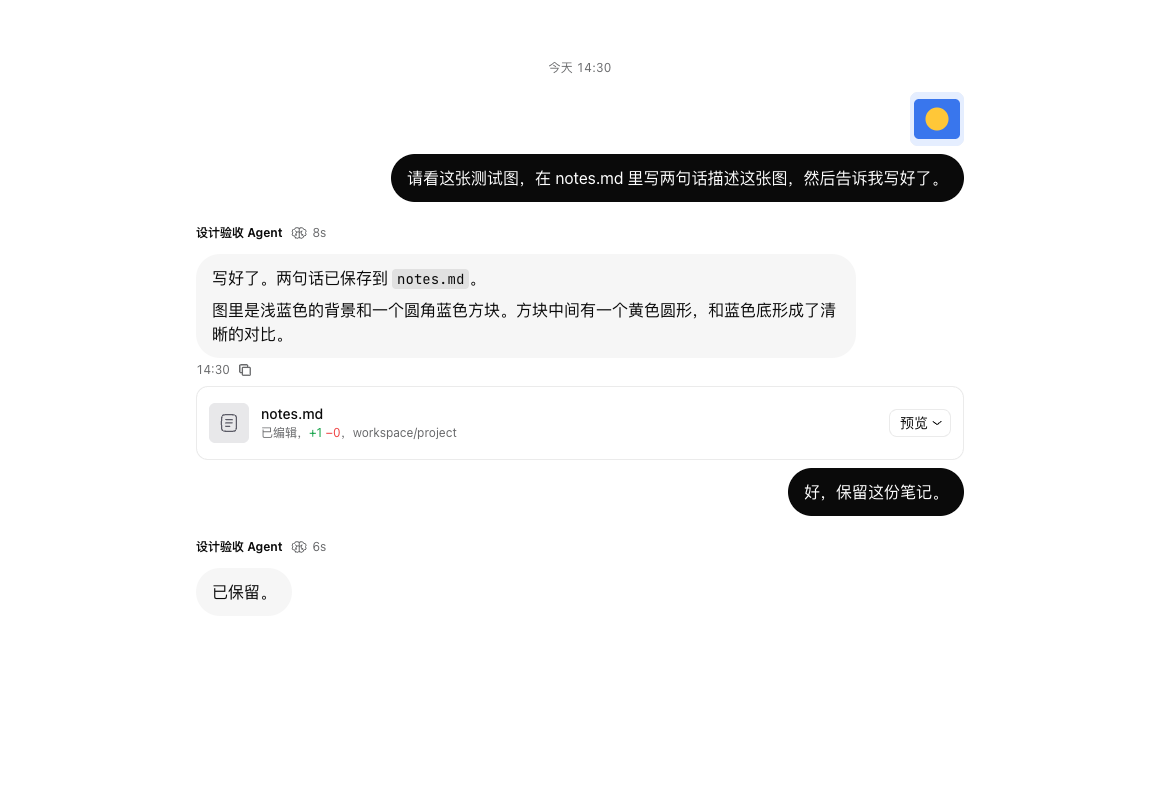 今天 14:30
请看这张测试图，在 notes.md 里写两句话描述这张图，然后告诉我写好了。
设计验收 Agent 8s
写好了。两句话已保存到 notes.md。
图里是浅蓝色的背景和一个圆角蓝色方块。方块中间有一个黄色圆形，和蓝色底形成了清
晰的对比。
14:30
notes.md
已编辑，+1 −0，workspace/project
预览
好，保留这份笔记。
设计验收 Agent 6s
已保留。